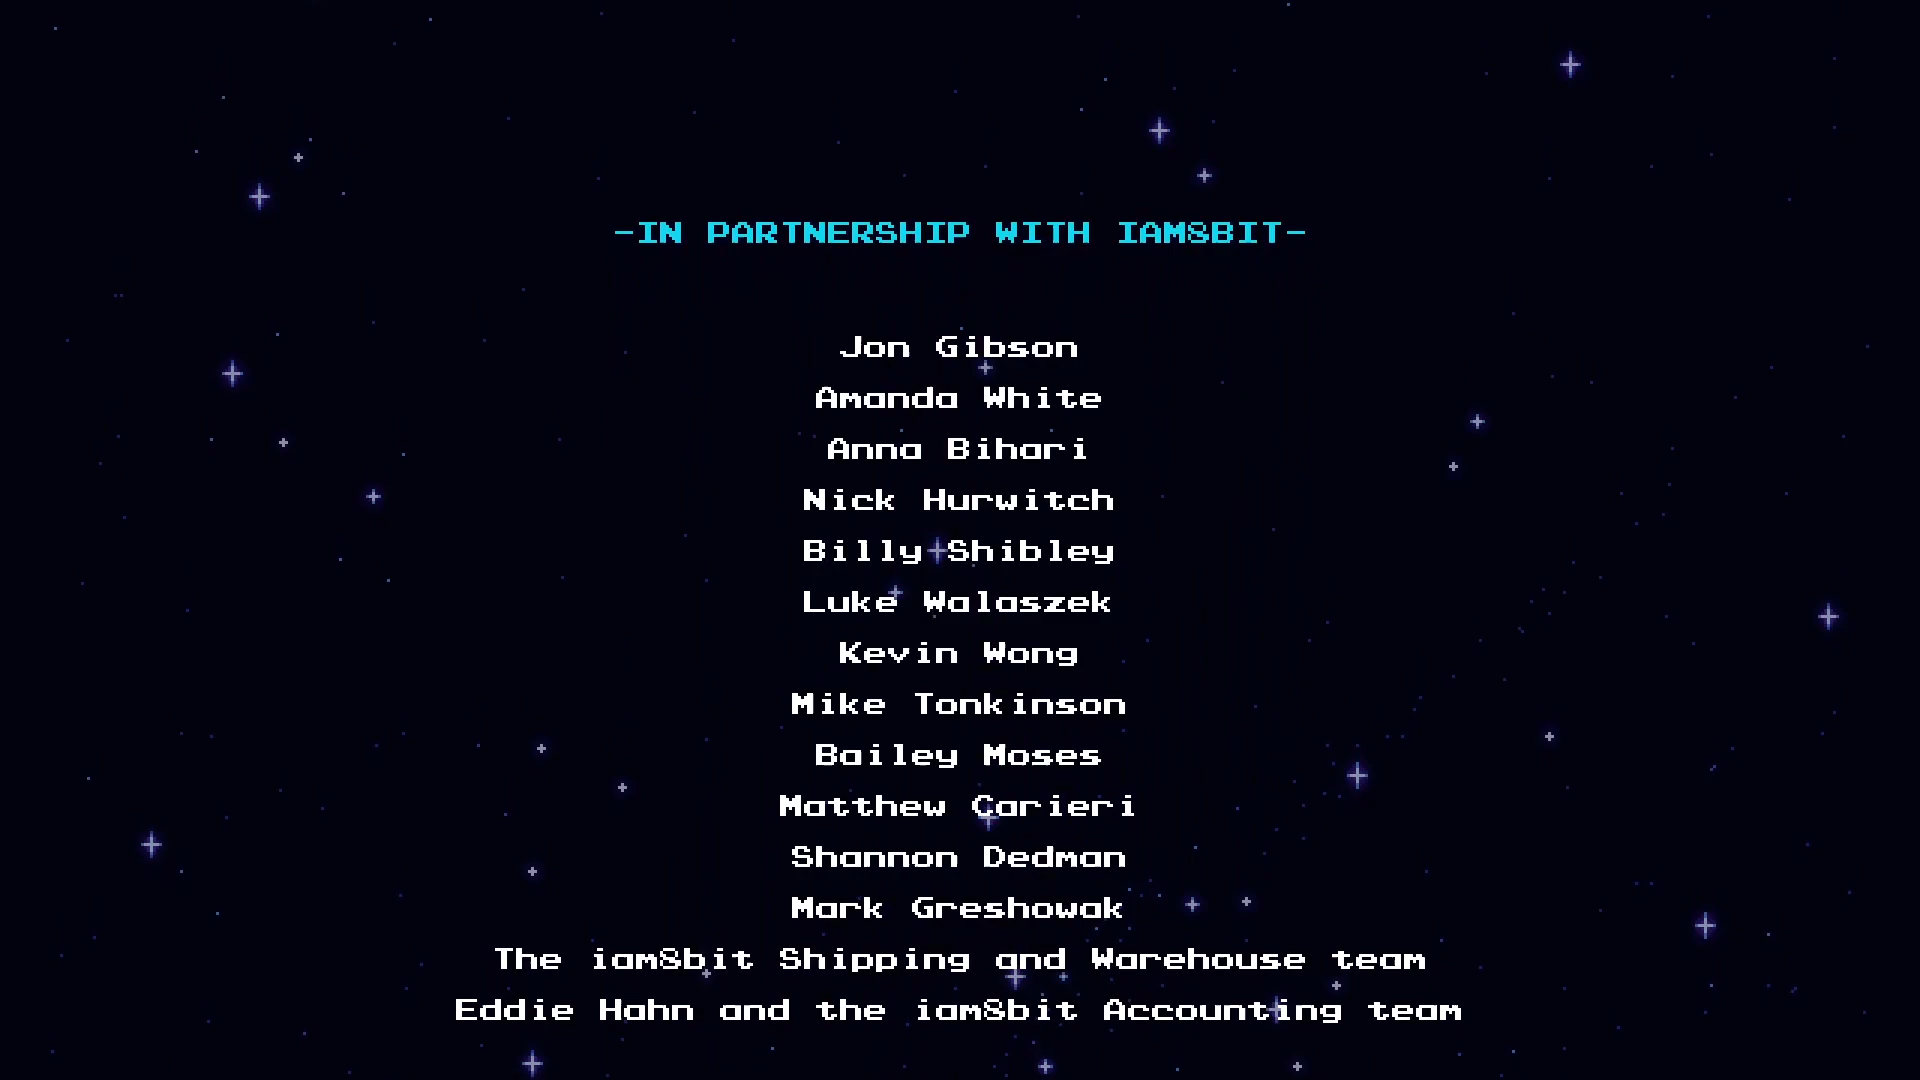 -IN PARTNERSHIP WITH IAM8BIT-
Jon Gibson
Amanda White
Anna Bihari
Nick Hurwitch
Billy Shibley
Luke Walaszek
Kevin Wong
Mike Tonkinson
Bailey Moses
Matthew Carieri
Shannon Dedman
Mark Greshowak
The iam8bit Shipping and Warehouse team
Eddie Hahn and the iam8bit Accounting team